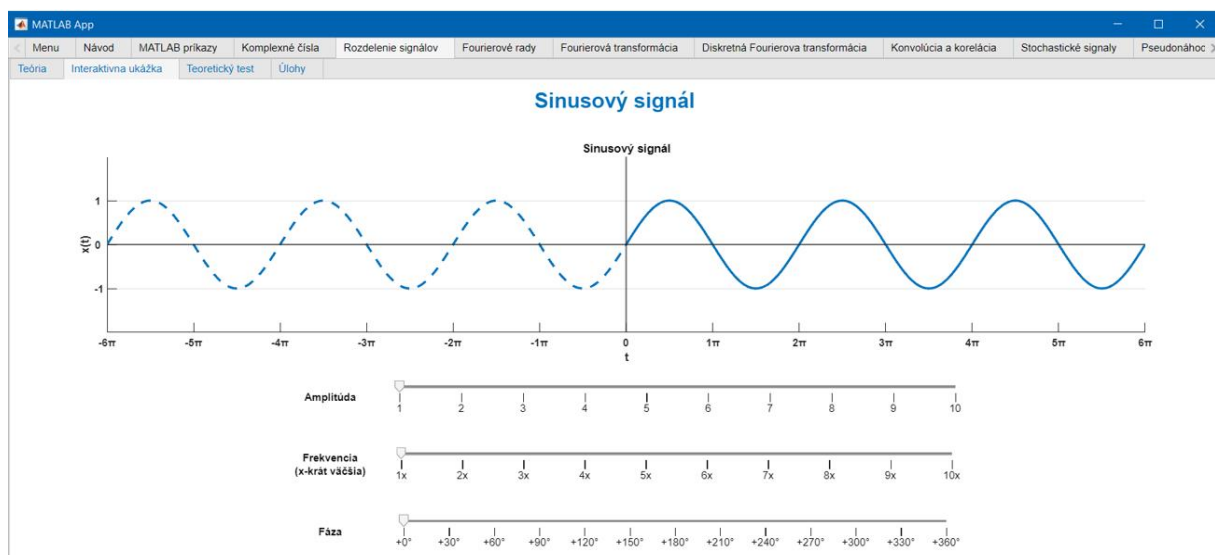 MATLAB App
Menu Návod MATLAB príkazy Komplexné čísla Rozdelenie signálov Fourierové rady Fourierová transformácia Diskretná Fourierova transformácia Konvolúcia a korelácia Stochastické signaly Pseudonáhoc
Teória Interaktivna ukážka Teoretický test Úlohy
Sinusový signál
Sinusový signál
1
x(t)
0
-1
-6π -5π -4π -3π -2π -1π 0 1π 2π 3π 4π 5π 6π
t
Amplitúda
1 2 3 4 5 6 7 8 9 10
Frekvencia
(x-krát väčšia)
1x 2x 3x 4x 5x 6x 7x 8x 9x 10x
Fáza
+0° +30° +60° +90° +120° +150° +180° +210° +240° +270° +300° +330° +360°